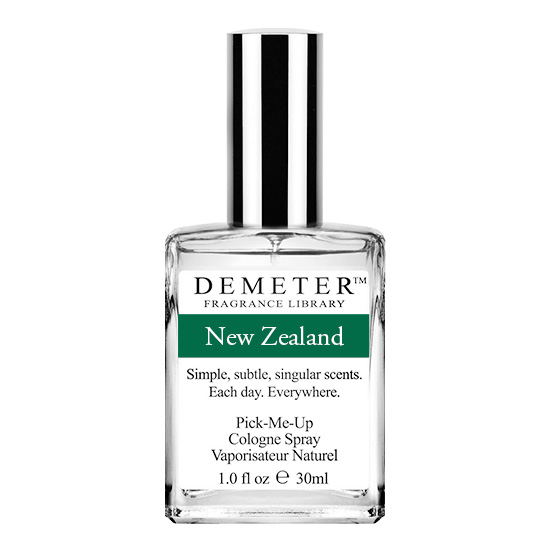 DEMETER™
FRAGRANCE LIBRARY
New Zealand
Simple, subtle, singular scents.
Each day. Everywhere.
Pick-Me-Up
Cologne Spray
Vaporisateur Naturel
1.0 fl oz ℮ 30ml